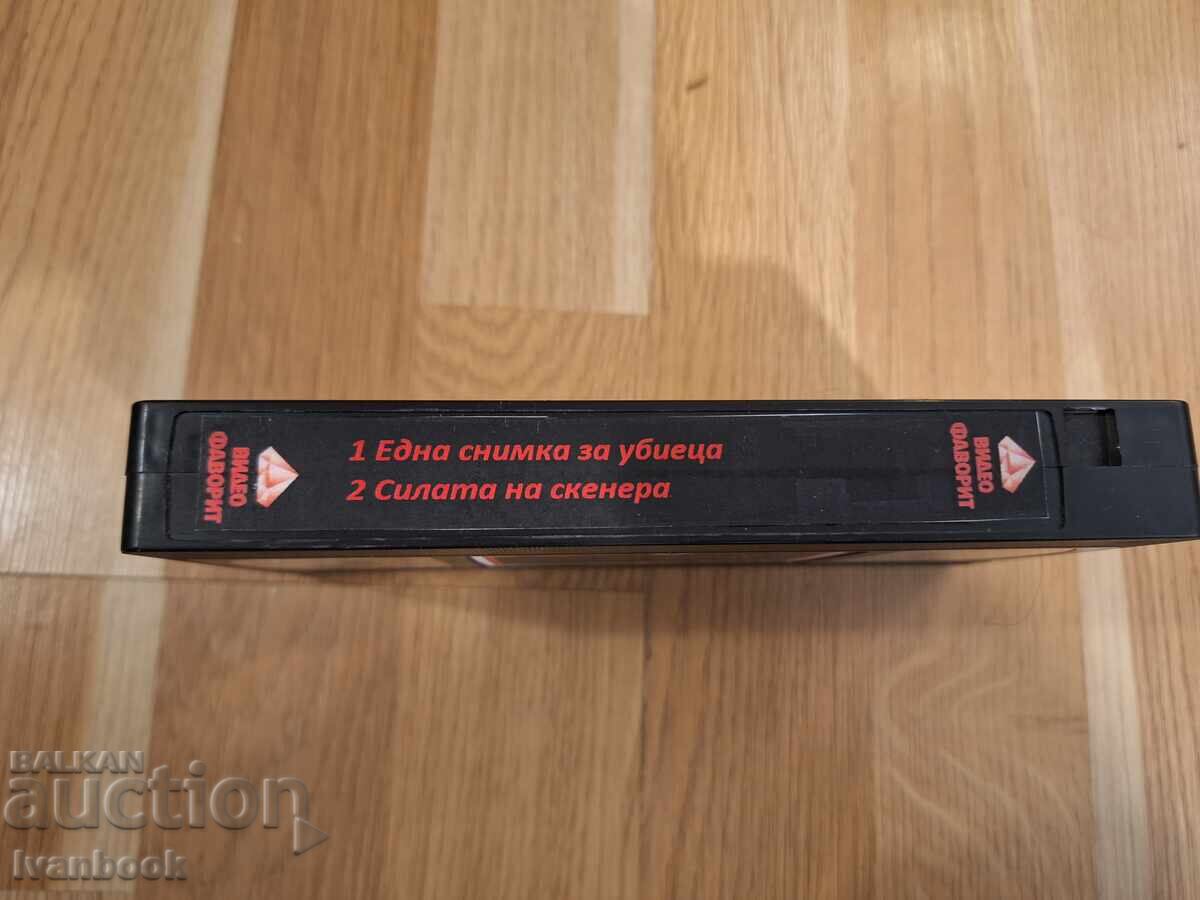 ВИДЕО
ФАВОРИТ
1 Една снимка за убиеца
2 Силата на скенера
ВИДЕО
ФАВОРИТ
BALKAN
auction
Ivanbook